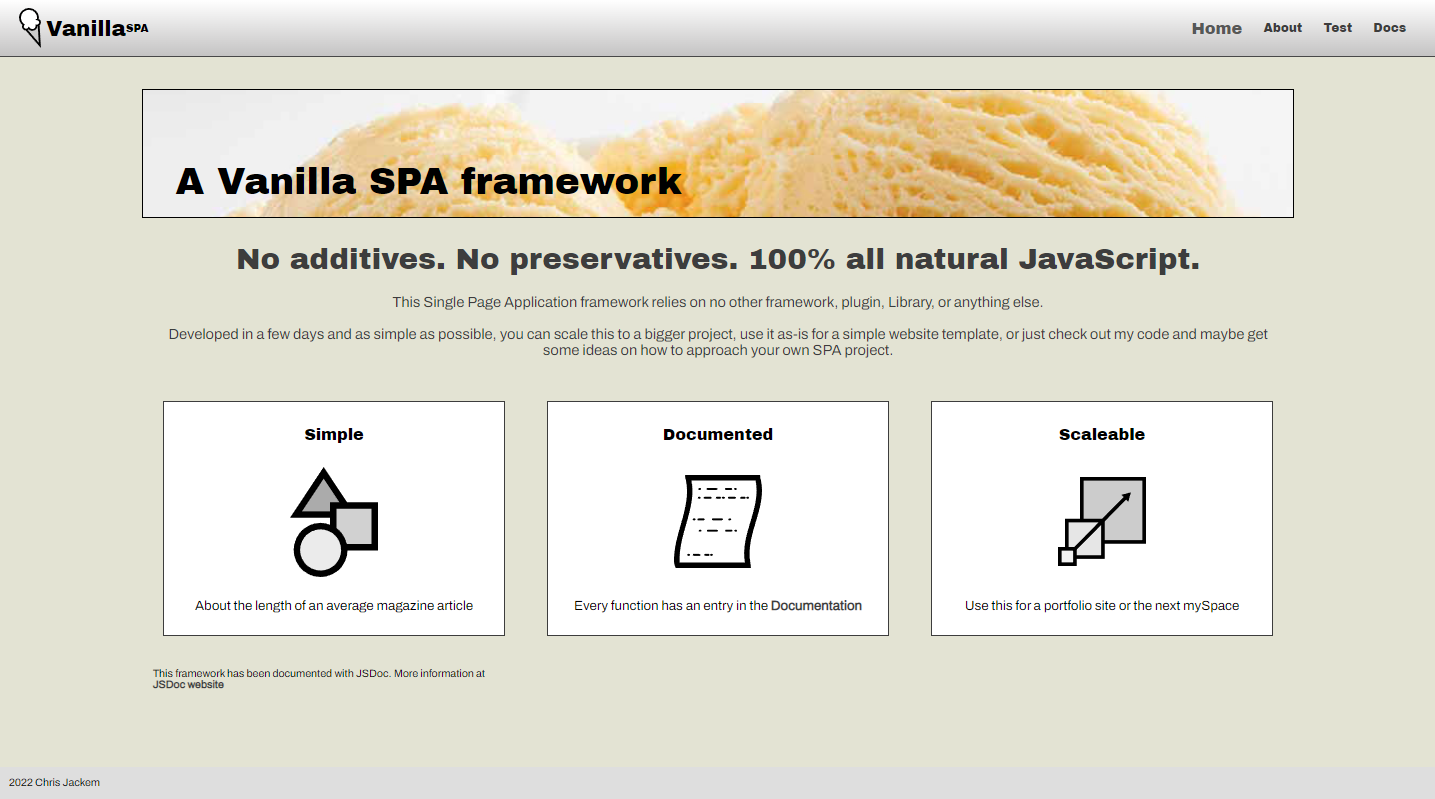 VanillaSPA
Home About Test Docs
A Vanilla SPA framework
No additives. No preservatives. 100% all natural JavaScript.
This Single Page Application framework relies on no other framework, plugin, Library, or anything else.
Developed in a few days and as simple as possible, you can scale this to a bigger project, use it as-is for a simple website template, or just check out my code and maybe get
some ideas on how to approach your own SPA project.
Simple
About the length of an average magazine article
Documented
Every function has an entry in the Documentation
Scaleable
Use this for a portfolio site or the next mySpace
This framework has been documented with JSDoc. More information at
JSDoc website
2022 Chris Jackem